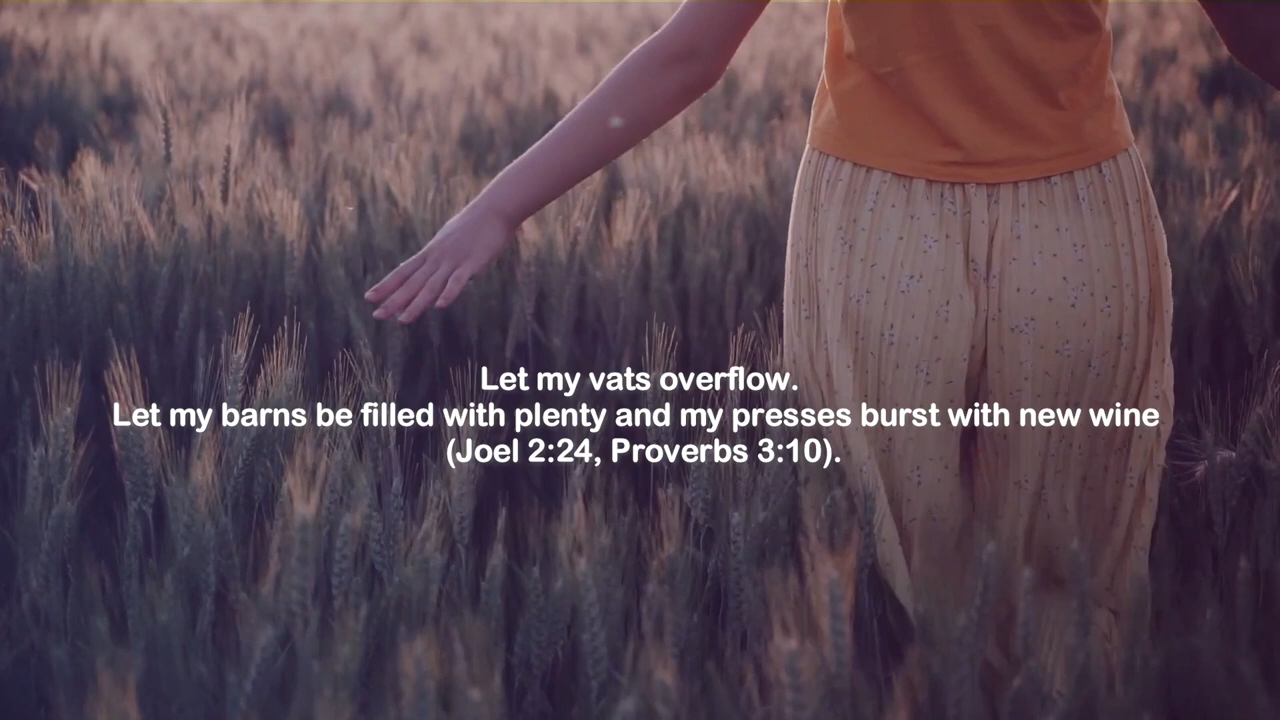 Let my vats overflow.
Let my barns be filled with plenty and my presses burst with new wine
(Joel 2:24, Proverbs 3:10).